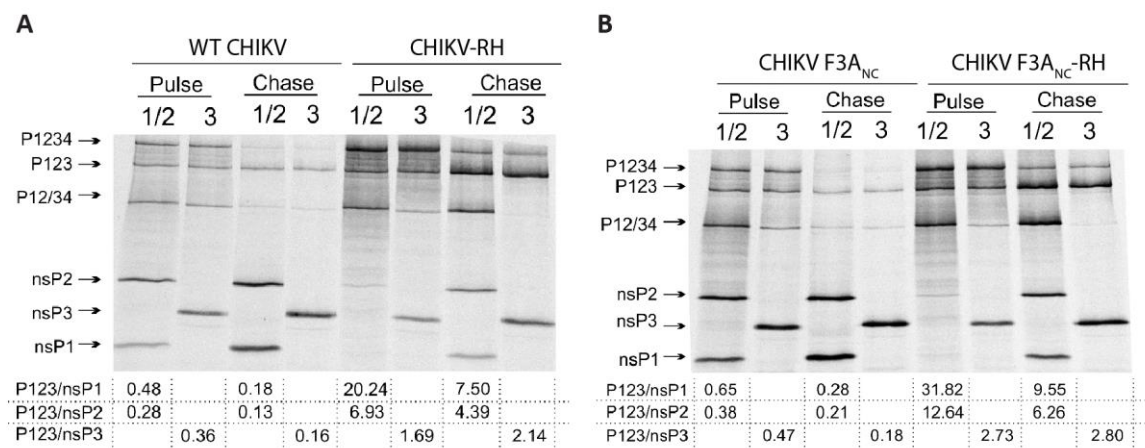 A
WT CHIKV CHIKV-RH
Pulse Chase Pulse Chase
1/2 3 1/2 3 1/2 3 1/2 3
P1234
P123
P12/34
nsP2
nsP3
nsP1
P123/nsP1 0.48 0.18 20.24 7.50
P123/nsP2 0.28 0.13 6.93 4.39
P123/nsP3 0.36 0.16 1.69 2.14
B
CHIKV F3A_NC CHIKV F3A_NC-RH
Pulse Chase Pulse Chase
1/2 3 1/2 3 1/2 3 1/2 3
P1234
P123
P12/34
nsP2
nsP3
nsP1
P123/nsP1 0.65 0.28 31.82 9.55
P123/nsP2 0.38 0.21 12.64 6.26
P123/nsP3 0.47 0.18 2.73 2.80